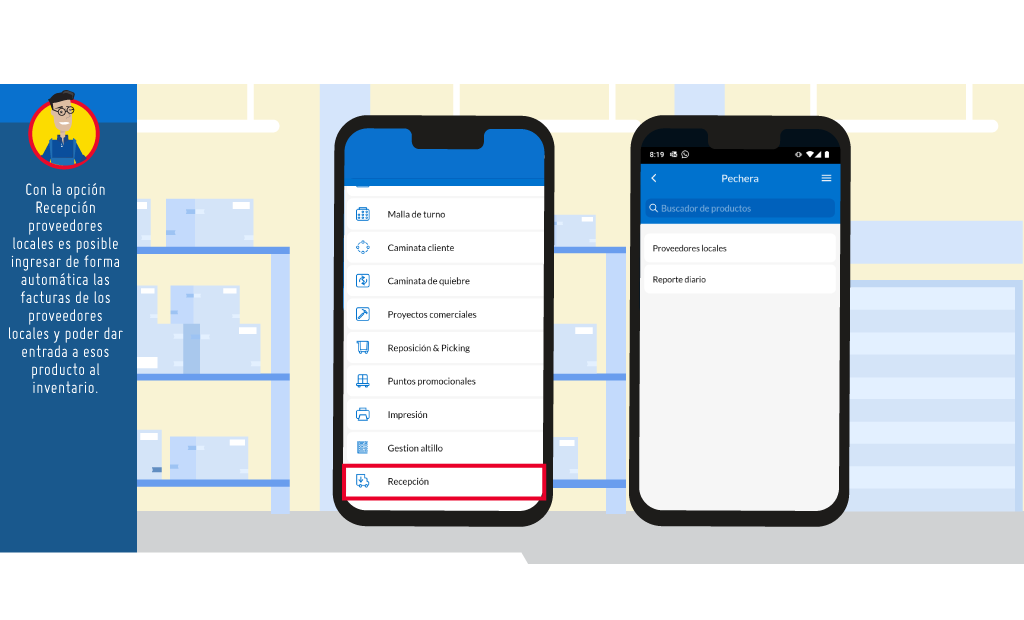 Con la opción
Recepción
proveedores
locales es posible
ingresar de forma
automática las
facturas de los
proveedores
locales y poder dar
entrada a esos
producto al
inventario.
Malla de turno
Caminata cliente
Caminata de quiebre
Proyectos comerciales
Reposición & Picking
Puntos promocionales
Impresión
Gestion altillo
Recepción
8:19
Pechera
Buscador de productos
Proveedores locales
Reporte diario